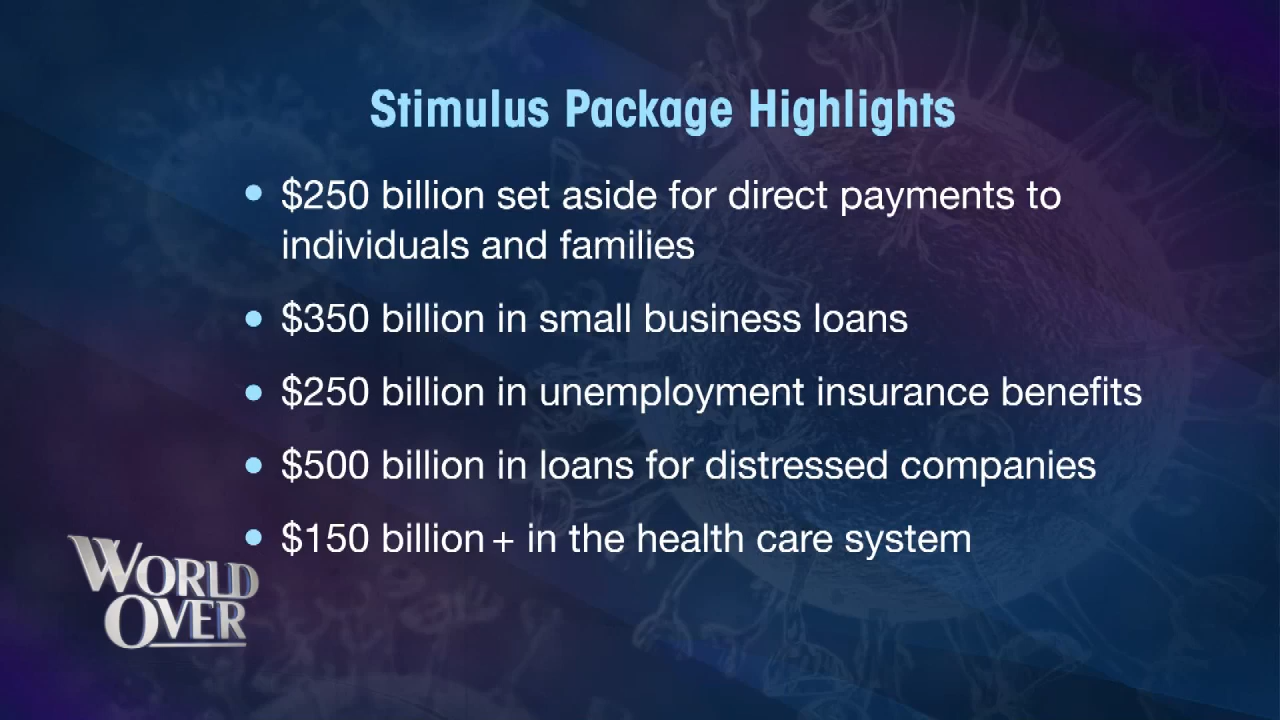 Stimulus Package Highlights
• $250 billion set aside for direct payments to
individuals and families
• $350 billion in small business loans
• $250 billion in unemployment insurance benefits
• $500 billion in loans for distressed companies
• $150 billion + in the health care system
WORLD
OVER